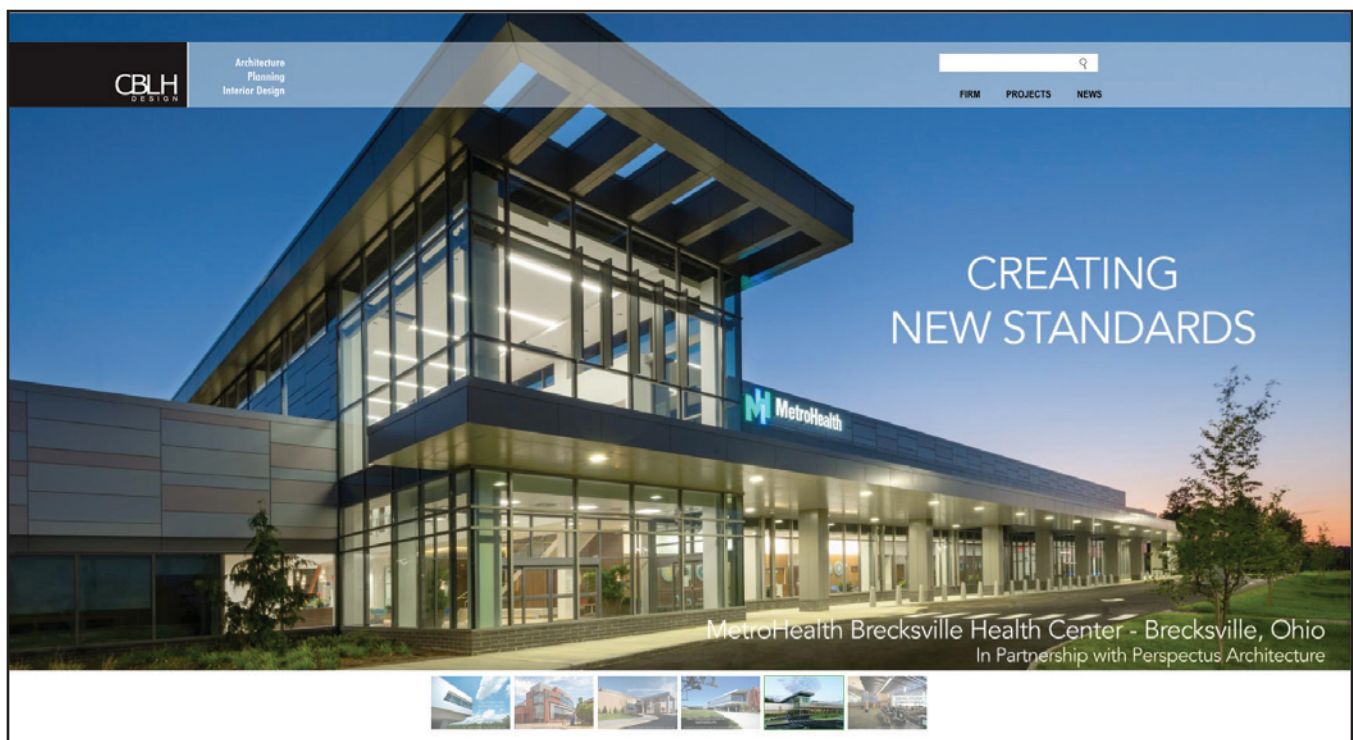 CBLH
DESIGN
Architecture
Planning
Interior Design
FIRM PROJECTS NEWS
CREATING
NEW STANDARDS
MetroHealth
MetroHealth Brecksville Health Center - Brecksville, Ohio
In Partnership with Perspectus Architecture